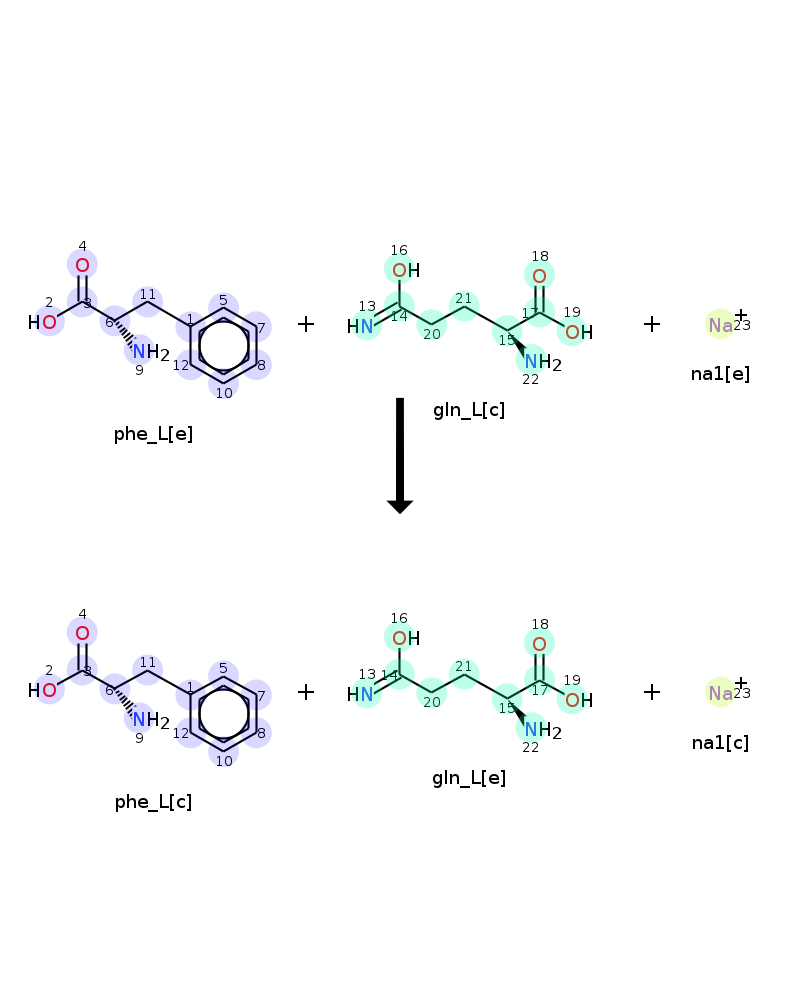 4 16 18
2 3 11 5 13 14 21 17 19
HO O 6 1 7 + HN OH 20 15 O OH + Na+ 23
NH2 12 8 NH2
9 10 22
phe_L[e] gln_L[c] na1[e]
4 16 18
2 3 11 5 13 14 21 17 19
HO O 6 1 7 + HN OH 20 15 O OH + Na+ 23
NH2 12 8 NH2
9 10 22
phe_L[c] gln_L[e] na1[c]